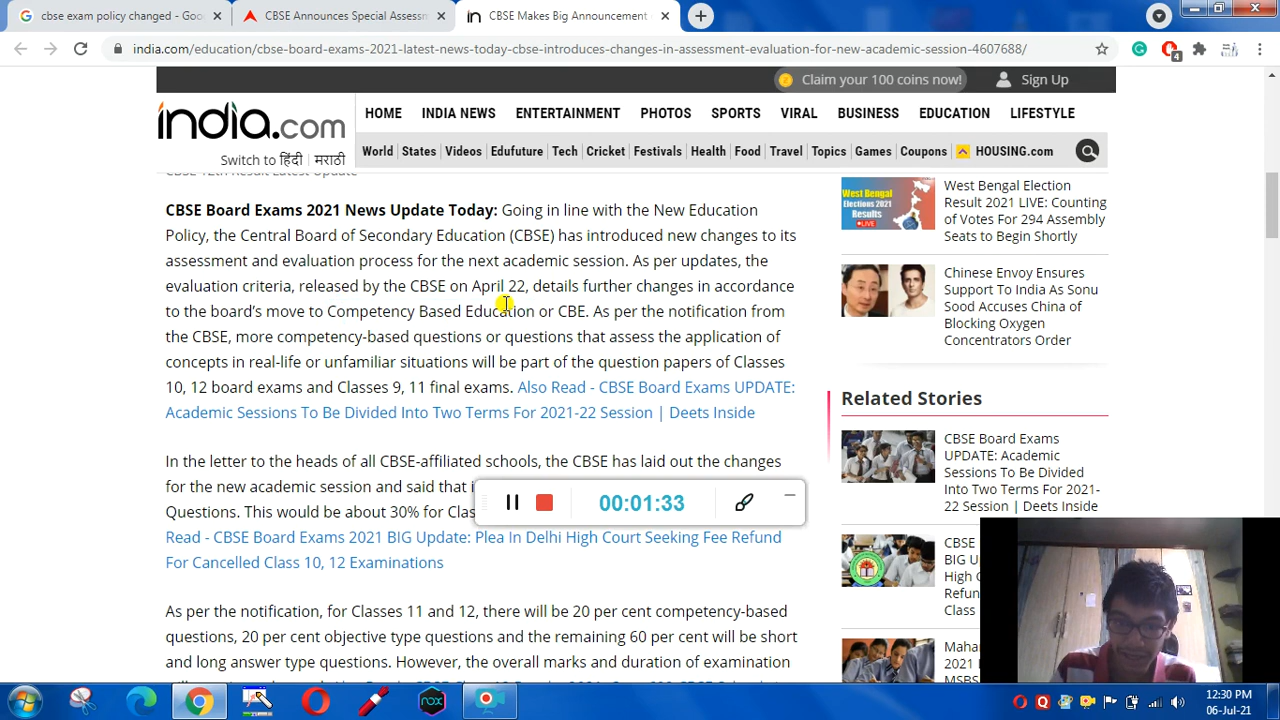 cbse exam policy changed - Goo
CBSE Announces Special Assessm
CBSE Makes Big Announcement
india.com/education/cbse-board-exams-2021-latest-news-today-cbse-introduces-changes-in-assessment-evaluation-for-new-academic-session-4607688/
4
Claim your 100 coins now!
Sign Up
india.com
Switch to हिंदी | मराठी
HOME INDIA NEWS ENTERTAINMENT PHOTOS SPORTS VIRAL BUSINESS EDUCATION LIFESTYLE
World States Videos Edufuture Tech Cricket Festivals Health Food Travel Topics Games Coupons HOUSING.com
CBSE 12th Result Latest Update
CBSE Board Exams 2021 News Update Today: Going in line with the New Education
Policy, the Central Board of Secondary Education (CBSE) has introduced new changes to its
assessment and evaluation process for the next academic session. As per updates, the
evaluation criteria, released by the CBSE on April 22, details further changes in accordance
to the board's move to Competency Based Education or CBE. As per the notification from
the CBSE, more competency-based questions or questions that assess the application of
concepts in real-life or unfamiliar situations will be part of the question papers of Classes
10, 12 board exams and Classes 9, 11 final exams. Also Read - CBSE Board Exams UPDATE:
Academic Sessions To Be Divided Into Two Terms For 2021-22 Session | Deets Inside
In the letter to the heads of all CBSE-affiliated schools, the CBSE has laid out the changes
for the new academic session and said that i
Questions. This would be about 30% for Clas
00:01:33
Read - CBSE Board Exams 2021 BIG Update: Plea In Delhi High Court Seeking Fee Refund
For Cancelled Class 10, 12 Examinations
As per the notification, for Classes 11 and 12, there will be 20 per cent competency-based
questions, 20 per cent objective type questions and the remaining 60 per cent will be short
and long answer type questions. However, the overall marks and duration of examination
West Bengal Election
Result 2021 LIVE: Counting
of Votes For 294 Assembly
Seats to Begin Shortly
Chinese Envoy Ensures
Support To India As Sonu
Sood Accuses China of
Blocking Oxygen
Concentrators Order
Related Stories
CBSE Board Exams
UPDATE: Academic
Sessions To Be Divided
Into Two Terms For 2021-
22 Session | Deets Inside
CBSE
BIG U
High C
Refun
Class
Mahar
2021
MSBS
12:30 PM
06-Jul-21